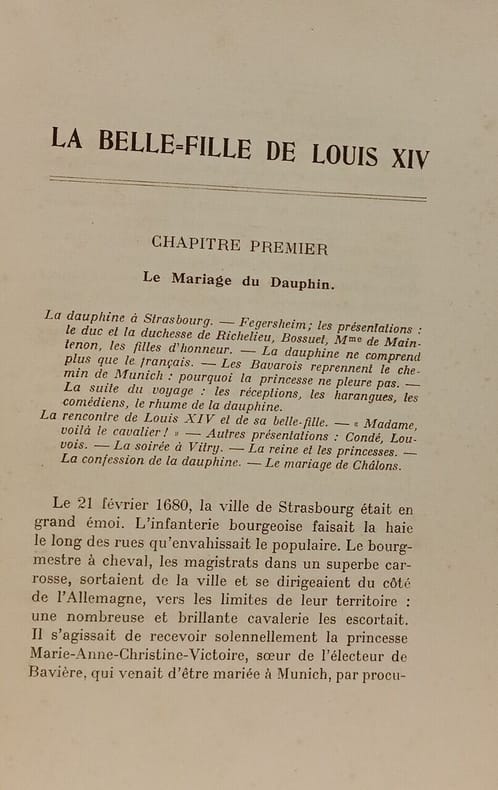 LA BELLE=FILLE DE LOUIS XIV
CHAPITRE PREMIER
Le Mariage du Dauphin.
La dauphine à Strasbourg. — Fegersheim; les présentations :
le duc et la duchesse de Richelieu, Bossuet, Mme de Main-
tenon, les filles d'honneur. — La dauphine ne comprend
plus que le français. — Les Bavarois reprennent le che-
min de Munich : pourquoi la princesse ne pleure pas. —
La suite du voyage : les réceptions, les harangues, les
comédiens, le rhume de la dauphine.
La rencontre de Louis XIV et de sa belle-fille. — « Madame,
voilà le cavalier ! » — Autres présentations : Condé, Lou-
vois. — La soirée à Vitry. — La reine et les princesses. —
La confession de la dauphine. — Le mariage de Châlons.
Le 21 février 1680, la ville de Strasbourg était en
grand émoi. L'infanterie bourgeoise faisait la haie
le long des rues qu'envahissait le populaire. Le bourg-
mestre à cheval, les magistrats dans un superbe car-
rosse, sortaient de la ville et se dirigeaient du côté
de l'Allemagne, vers les limites de leur territoire :
une nombreuse et brillante cavalerie les escortait.
Il s'agissait de recevoir solennellement la princesse
Marie-Anne-Christine-Victoire, sœur de l'électeur de
Bavière, qui venait d'être mariée à Munich, par procu-